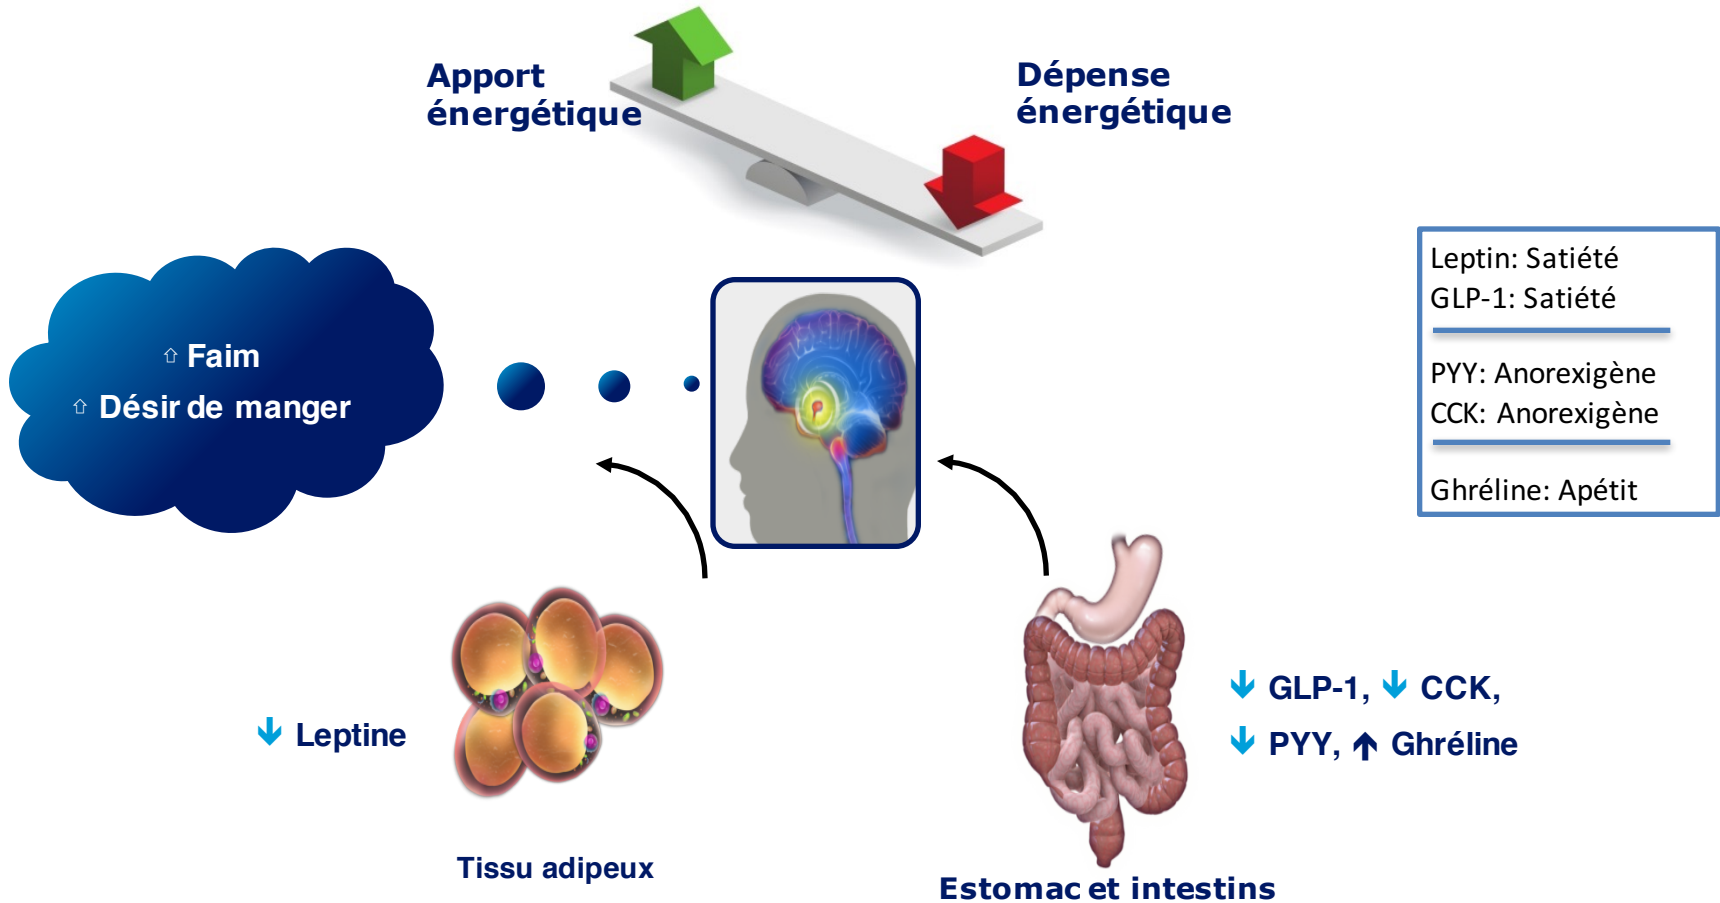 Apport
énergétique
Dépense
énergétique
⇧ Faim
⇧ Désir de manger
Leptin: Satiété
GLP-1: Satiété
PYY: Anorexigène
CCK: Anorexigène
Ghréline: Apétit
↓ Leptine
↓ GLP-1, ↓ CCK,
↓ PYY, ↑ Ghréline
Tissu adipeux
Estomac et intestins